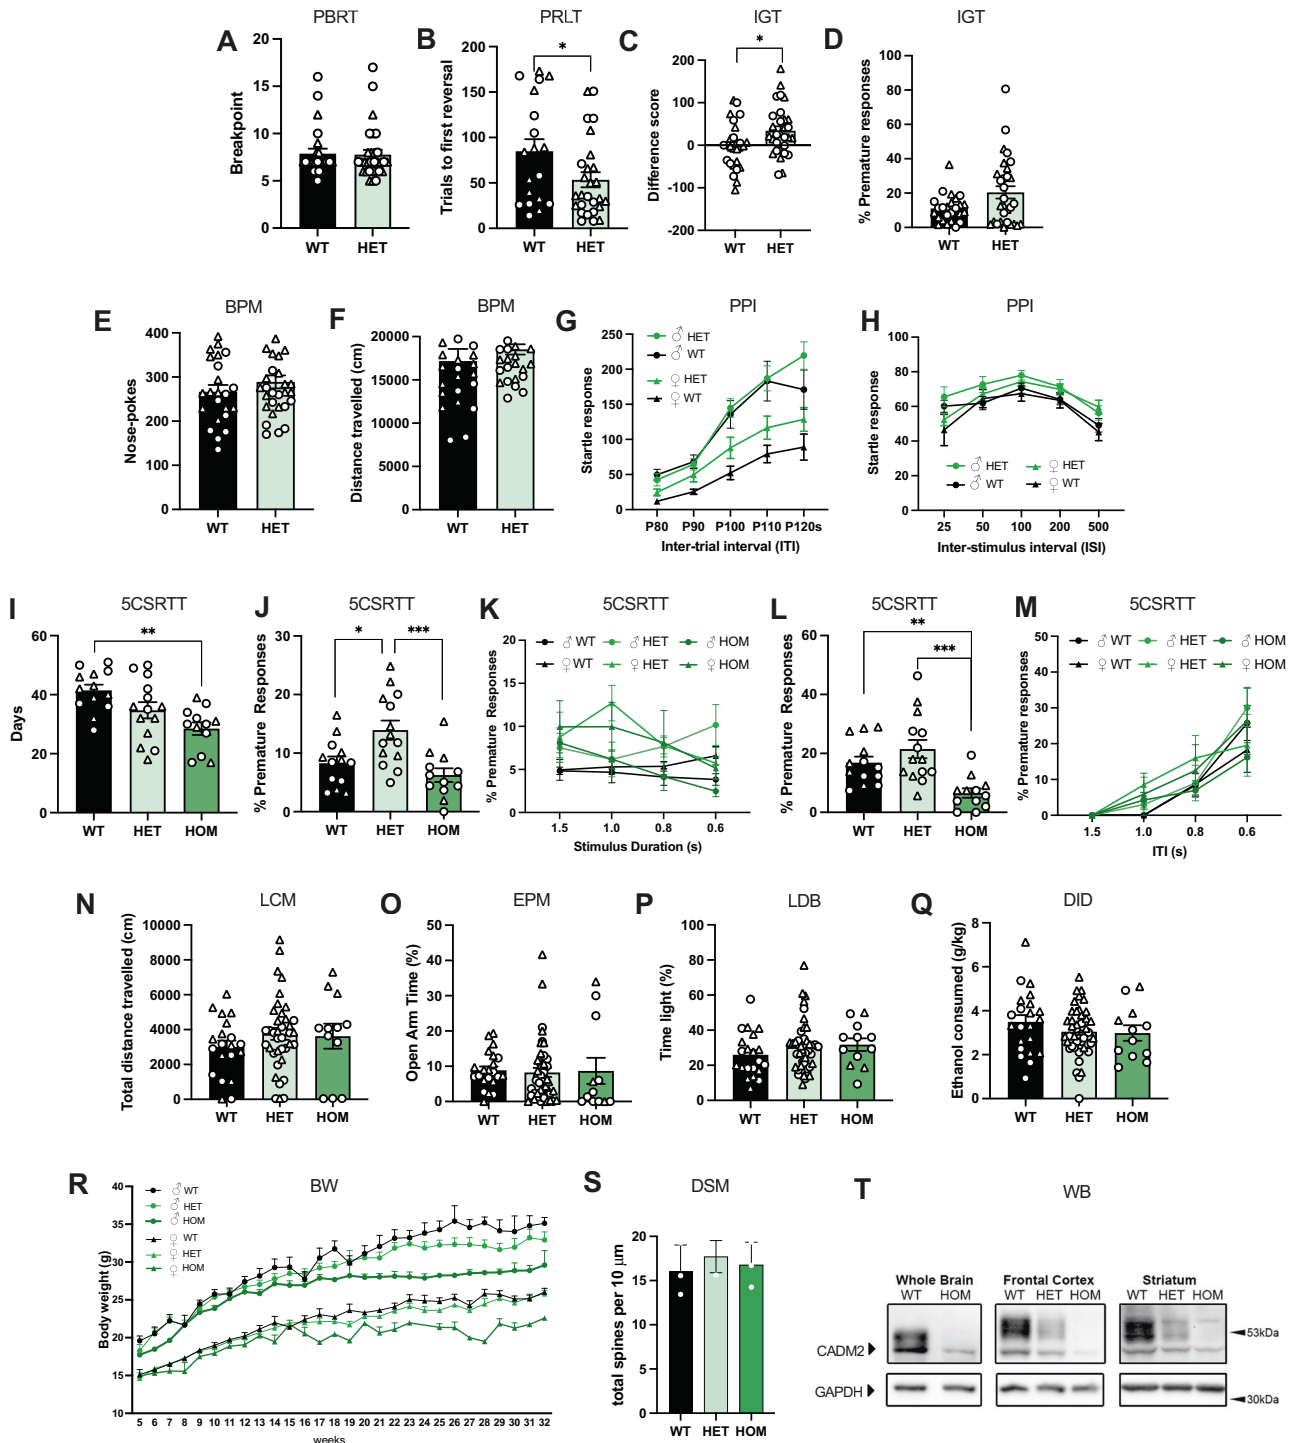 A
PBRT
Breakpoint
20
15
10
5
0
WT HET
B
PRLT
*
Trials to first reversal
200
150
100
50
0
WT HET
C
IGT
*
Difference score
200
100
0
-100
-200
WT HET
D
IGT
% Premature responses
100
80
60
40
20
0
WT HET
E
BPM
Nose-pokes
400
300
200
100
0
WT HET
F
BPM
Distance travelled (cm)
20000
15000
10000
5000
0
WT HET
G
PPI
Startle response
250
200
150
100
50
0
♂ HET
♂ WT
♀ HET
♀ WT
P80 P90 P100 P110 P120s
Inter-trial interval (ITI)
H
PPI
Startle response
100
80
60
40
20
0
♂ HET ♀ HET
♂ WT ♀ WT
25 50 100 200 500
Inter-stimulus interval (ISI)
I
5CSRTT
**
Days
60
40
20
0
WT HET HOM
J
5CSRTT
* ***
% Premature Responses
30
20
10
0
WT HET HOM
K
5CSRTT
♂ WT ♂ HET ♂ HOM
♀ WT ♀ HET ♀ HOM
% Premature Responses
20
15
10
5
0
1.5 1.0 0.8 0.6
Stimulus Duration (s)
L
5CSRTT
**
***
% Premature Responses
60
40
20
0
WT HET HOM
M
5CSRTT
♂ WT ♂ HET ♂ HOM
♀ WT ♀ HET ♀ HOM
% Premature Responses
50
40
30
20
10
0
1.5 1.0 0.8 0.6
ITI (s)
N
LCM
Total distance travelled (cm)
10000
8000
6000
4000
2000
0
WT HET HOM
O
EPM
Open Arm Time (%)
50
40
30
20
10
0
WT HET HOM
P
LDB
Time light (%)
100
80
60
40
20
0
WT HET HOM
Q
DID
Ethanol consumed (g/kg)
8
6
4
2
0
WT HET HOM
R
BW
♂ WT
♂ HET
♂ HOM
♀ WT
♀ HET
♀ HOM
Body weight (g)
40
35
30
25
20
15
10
5 6 7 8 9 10 11 12 13 14 15 16 17 18 19 20 21 22 23 24 25 26 27 28 29 30 31 32
weeks
S
DSM
total spines per 10 μm
20
15
10
5
0
WT HET HOM
T
WB
Whole Brain Frontal Cortex Striatum
WT HOM WT HET HOM WT HET HOM
53kDa
CADM2
GAPDH
30kDa